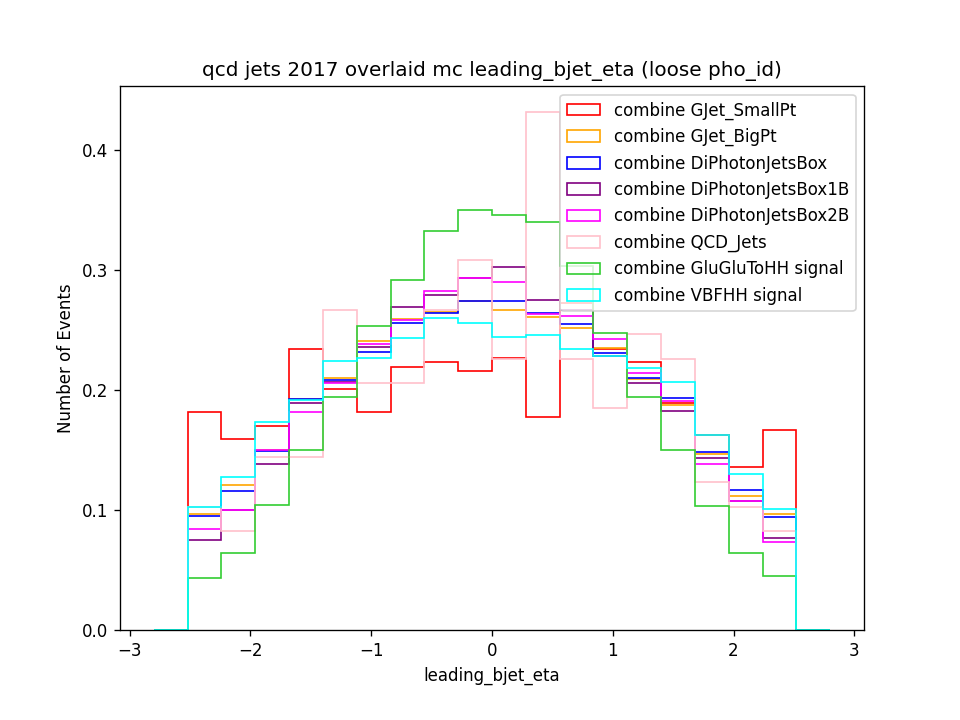 qcd jets 2017 overlaid mc leading_bjet_eta (loose pho_id)
combine GJet_SmallPt
combine GJet_BigPt
combine DiPhotonJetsBox
combine DiPhotonJetsBox1B
combine DiPhotonJetsBox2B
combine QCD_Jets
combine GluGluToHH signal
combine VBFHH signal
Number of Events
0.4
0.3
0.2
0.1
0.0
−3 −2 −1 0 1 2 3
leading_bjet_eta